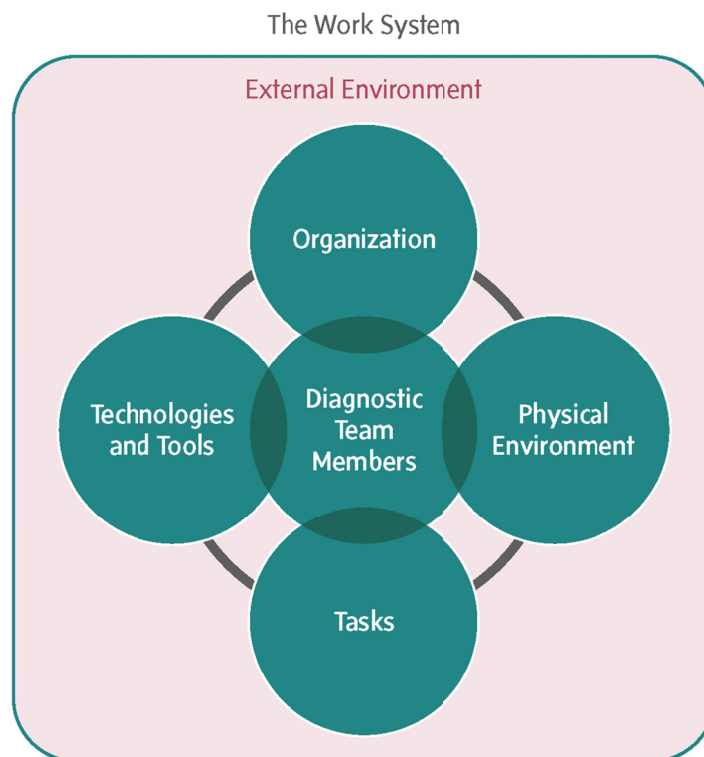 The Work System
External Environment
Organization
Technologies
and Tools
Diagnostic
Team
Members
Physical
Environment
Tasks